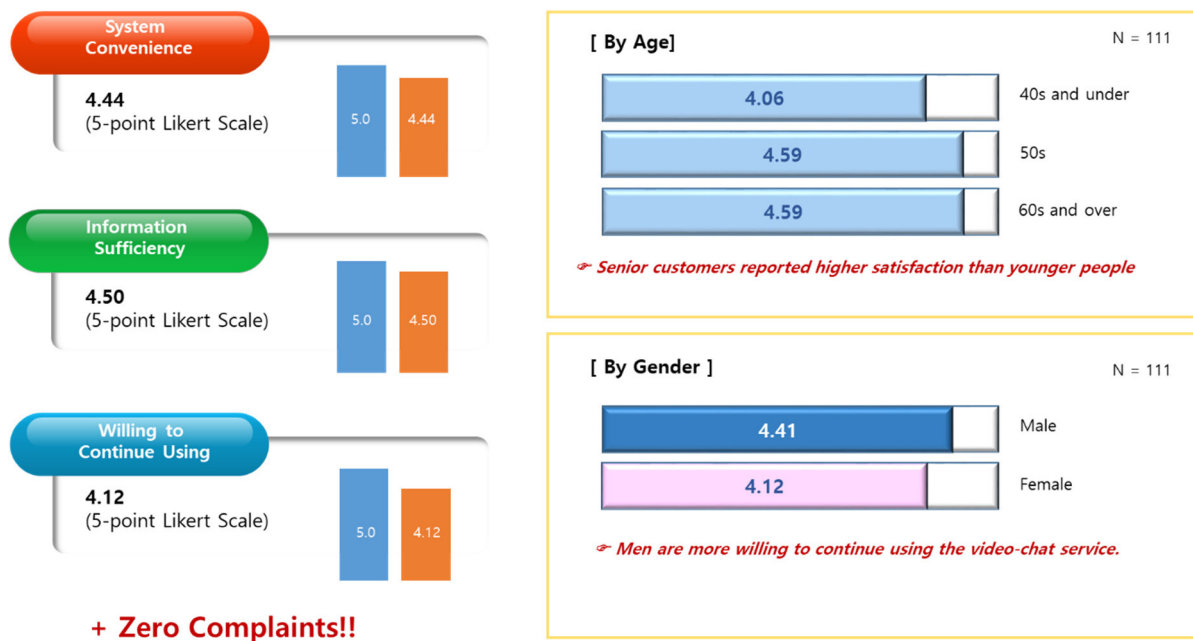 System
Convenience
4.44
(5-point Likert Scale)
5.0
4.44
Information
Sufficiency
4.50
(5-point Likert Scale)
5.0
4.50
Willing to
Continue Using
4.12
(5-point Likert Scale)
5.0
4.12
+ Zero Complaints!!
[ By Age]
N = 111
4.06
40s and under
4.59
50s
4.59
60s and over
☞ Senior customers reported higher satisfaction than younger people
[ By Gender ]
N = 111
4.41
Male
4.12
Female
☞ Men are more willing to continue using the video-chat service.